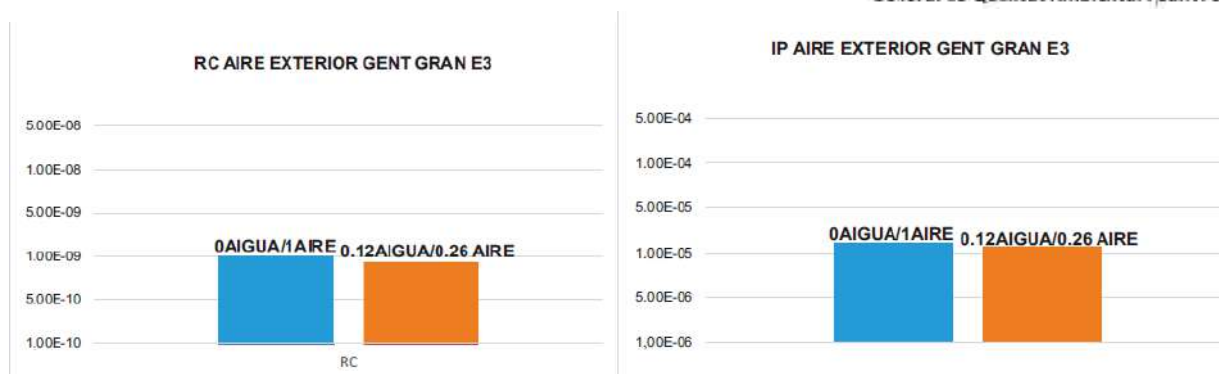 RC AIRE EXTERIOR GENT GRAN E3
5.00E-08
1.00E-08
5.00E-09
1.00E-09
5.00E-10
1.00E-10
0AIGUA/1AIRE
0.12AIGUA/0.26 AIRE
RC
IP AIRE EXTERIOR GENT GRAN E3
5.00E-04
1.00E-04
5.00E-05
1.00E-05
5.00E-06
1,00E-06
0AIGUA/1AIRE
0.12AIGUA/0.26 AIRE